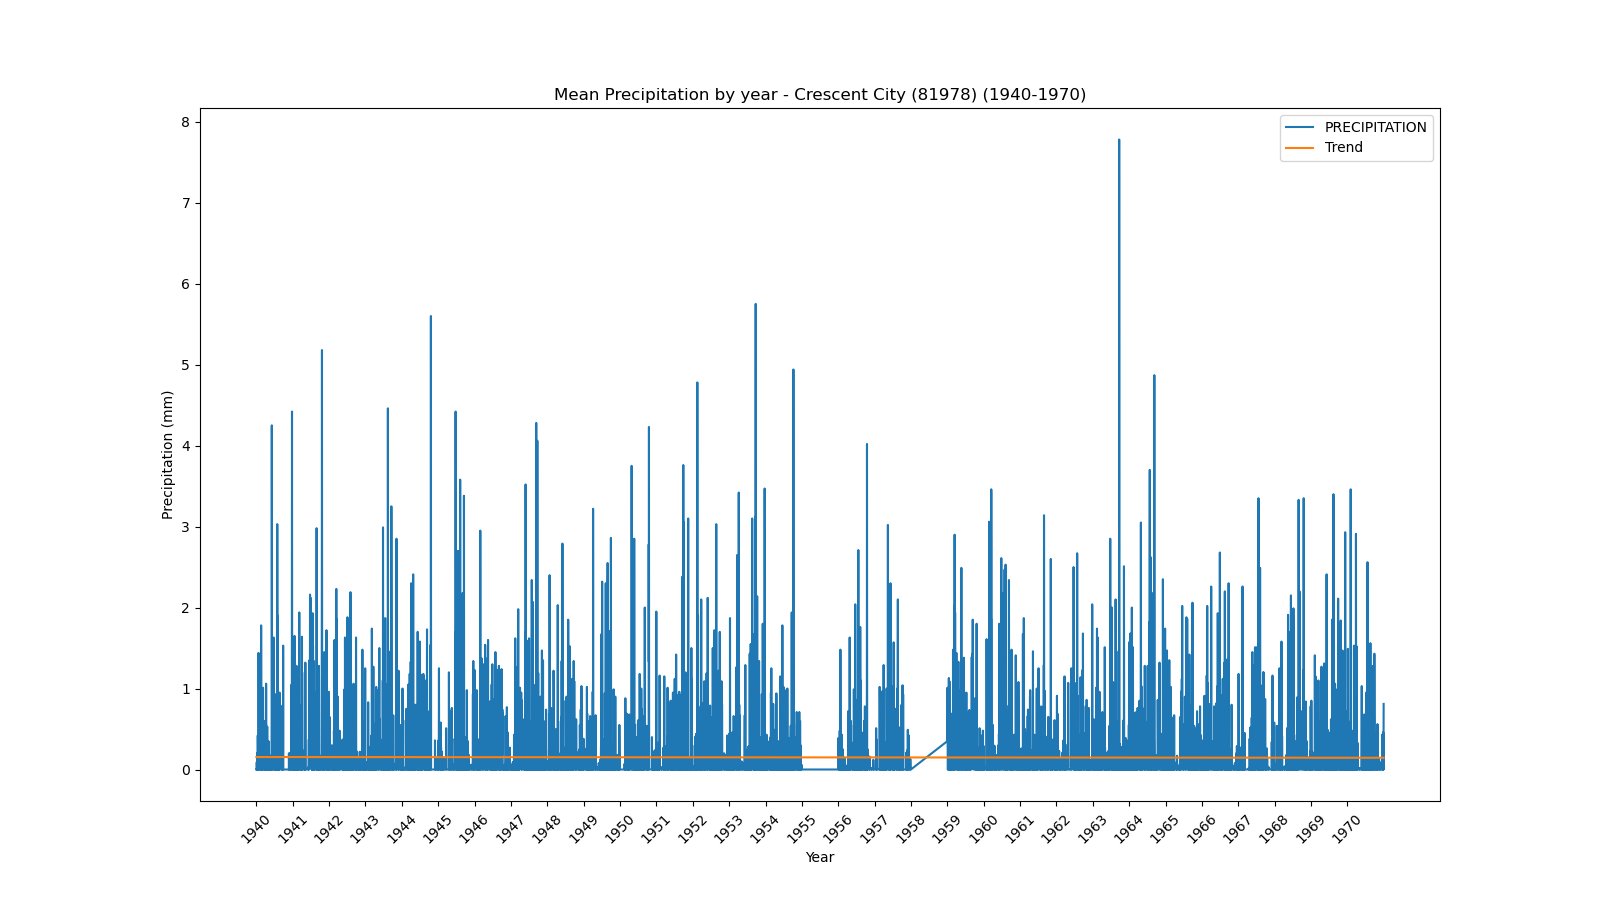 Mean Precipitation by year - Crescent City (81978) (1940-1970)
PRECIPITATION
Trend
8
7
6
5
4
3
2
1
0
Precipitation (mm)
1940 1941 1942 1943 1944 1945 1946 1947 1948 1949 1950 1951 1952 1953 1954 1955 1956 1957 1958 1959 1960 1961 1962 1963 1964 1965 1966 1967 1968 1969 1970
Year